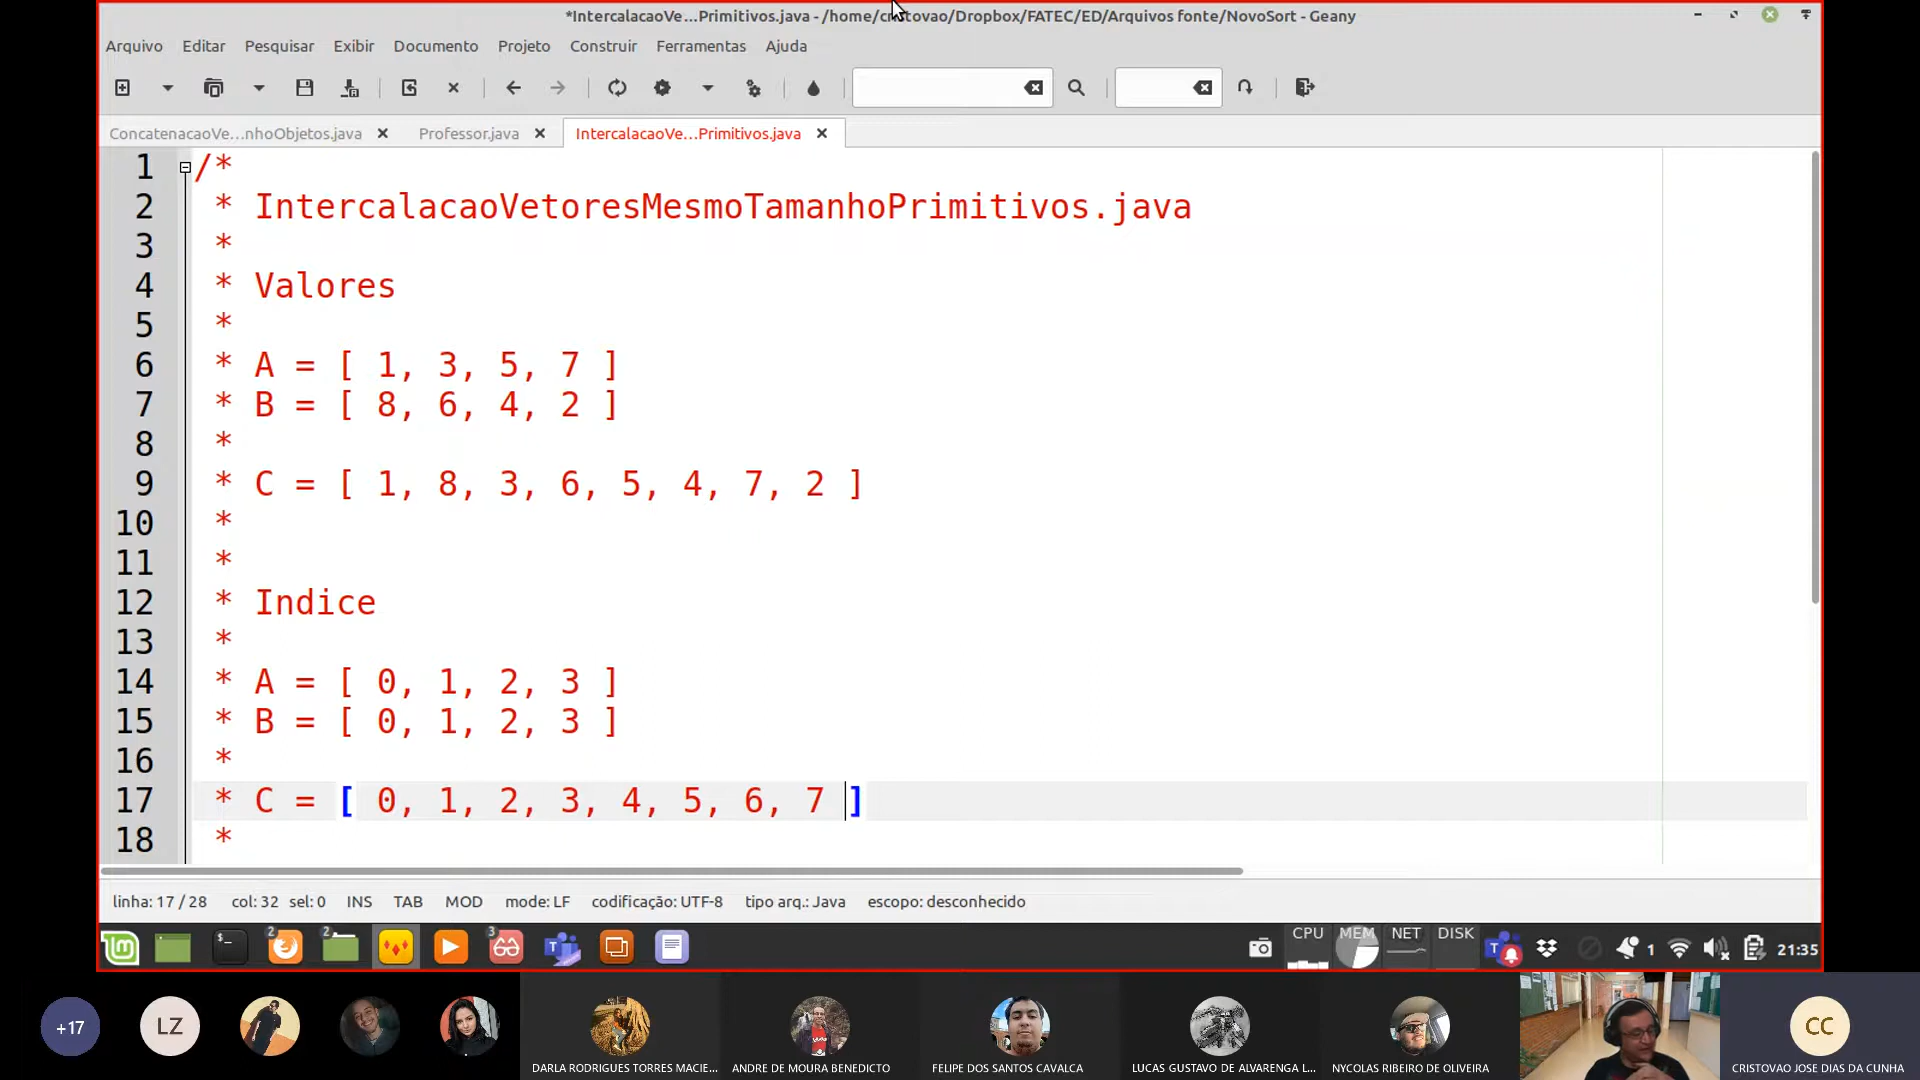 *IntercalacaoVe...Primitivos.java - /home/cristovao/Dropbox/FATEC/ED/Arquivos fonte/NovoSort - Geany
Arquivo Editar Pesquisar Exibir Documento Projeto Construir Ferramentas Ajuda
ConcatenacaoVe...nhoObjetos.java Professor.java IntercalacaoVe...Primitivos.java
1 /*
2 * IntercalacaoVetoresMesmoTamanhoPrimitivos.java
3 *
4 * Valores
5 *
6 * A = [ 1, 3, 5, 7 ]
7 * B = [ 8, 6, 4, 2 ]
8 *
9 * C = [ 1, 8, 3, 6, 5, 4, 7, 2 ]
10 *
11 *
12 * Indice
13 *
14 * A = [ 0, 1, 2, 3 ]
15 * B = [ 0, 1, 2, 3 ]
16 *
17 * C = [ 0, 1, 2, 3, 4, 5, 6, 7 ]
18 *
linha: 17 / 28 col: 32 sel: 0 INS TAB MOD mode: LF codificação: UTF-8 tipo arq.: Java escopo: desconhecido
2 2 3 CPU MEM NET DISK 1 21:35
+17 LZ CC
DARLA RODRIGUES TORRES MACIE... ANDRE DE MOURA BENEDICTO FELIPE DOS SANTOS CAVALCA LUCAS GUSTAVO DE ALVARENGA L... NYCOLAS RIBEIRO DE OLIVEIRA CRISTOVAO JOSE DIAS DA CUNHA